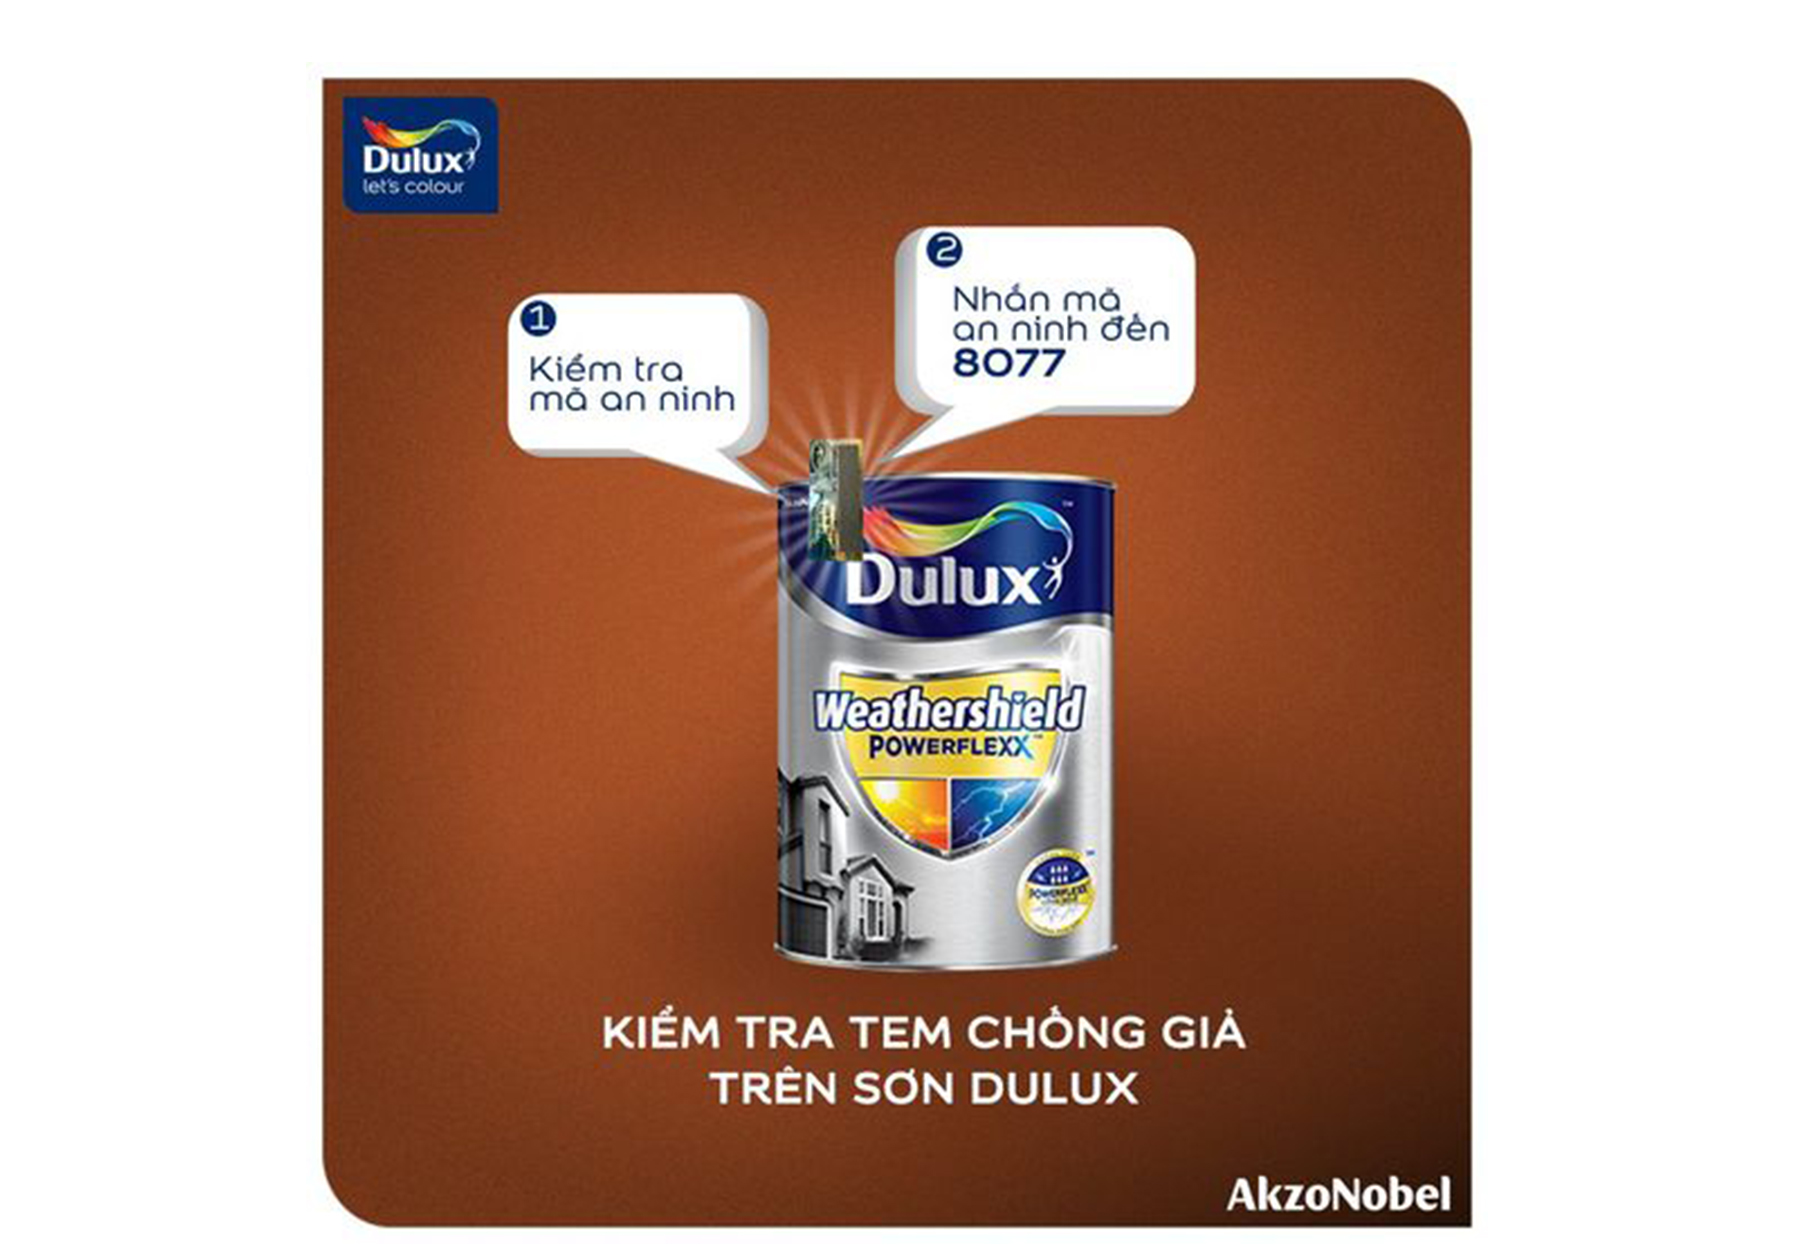 Dulux
let's colour
1
Kiểm tra
mã an ninh
2
Nhắn mã
an ninh đến
8077
Dulux
Weathershield
POWERFLEXX™
POWERFLEXX
KIỂM TRA TEM CHỐNG GIẢ
TRÊN SƠN DULUX
AkzoNobel